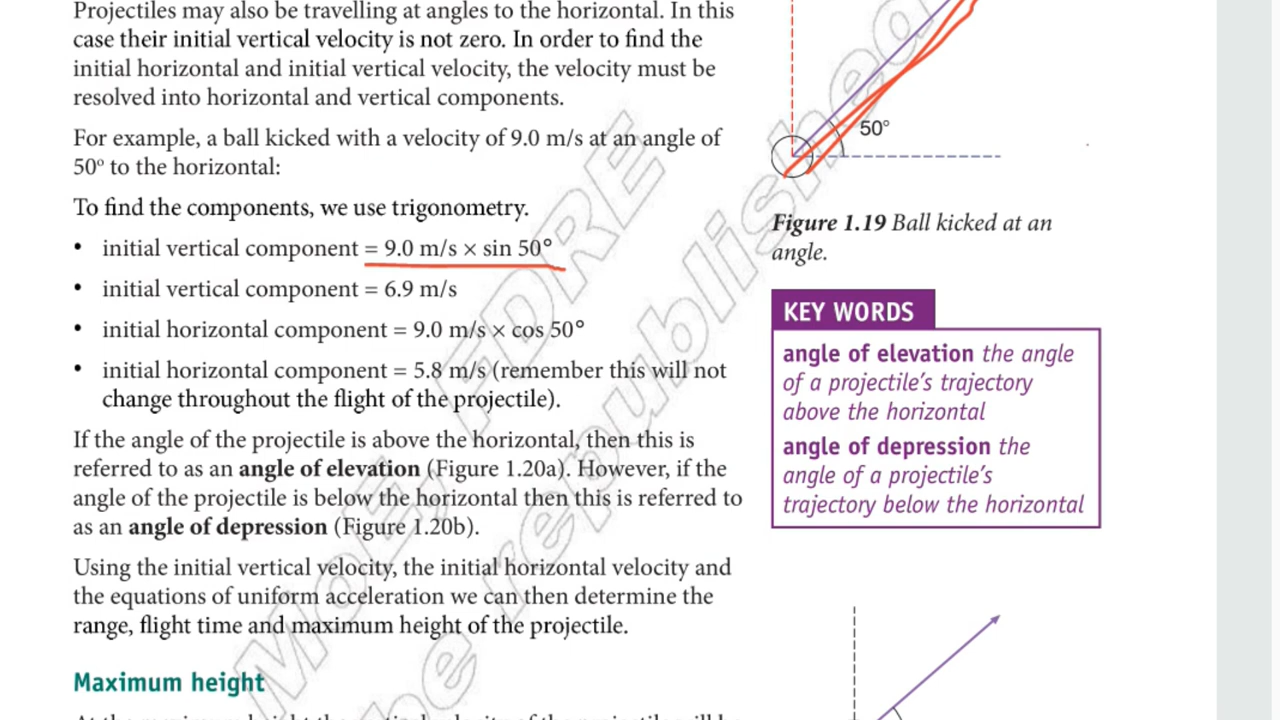 Projectiles may also be travelling at angles to the horizontal. In this
case their initial vertical velocity is not zero. In order to find the
initial horizontal and initial vertical velocity, the velocity must be
resolved into horizontal and vertical components.
For example, a ball kicked with a velocity of 9.0 m/s at an angle of
50° to the horizontal:
To find the components, we use trigonometry.
• initial vertical component = 9.0 m/s × sin 50°
• initial vertical component = 6.9 m/s
• initial horizontal component = 9.0 m/s × cos 50°
• initial horizontal component = 5.8 m/s (remember this will not
change throughout the flight of the projectile).
If the angle of the projectile is above the horizontal, then this is
referred to as an angle of elevation (Figure 1.20a). However, if the
angle of the projectile is below the horizontal then this is referred to
as an angle of depression (Figure 1.20b).
Using the initial vertical velocity, the initial horizontal velocity and
the equations of uniform acceleration we can then determine the
range, flight time and maximum height of the projectile.
Maximum height
50°
Figure 1.19 Ball kicked at an
angle.
KEY WORDS
angle of elevation the angle
of a projectile's trajectory
above the horizontal
angle of depression the
angle of a projectile's
trajectory below the horizontal
MoE, FDRE
be republished